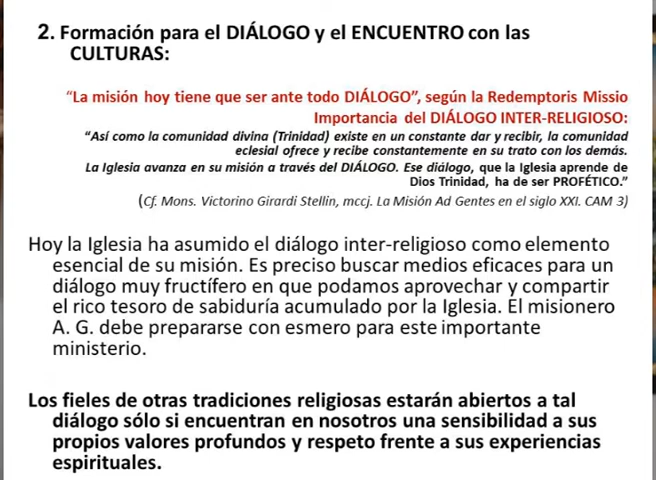 2. Formación para el DIÁLOGO y el ENCUENTRO con las
CULTURAS:
“La misión hoy tiene que ser ante todo DIÁLOGO”, según la Redemptoris Missio
Importancia del DIÁLOGO INTER-RELIGIOSO:
“Así como la comunidad divina (Trinidad) existe en un constante dar y recibir, la comunidad
eclesial ofrece y recibe constantemente en su trato con los demás.
La Iglesia avanza en su misión a través del DIÁLOGO. Ese diálogo, que la Iglesia aprende de
Dios Trinidad, ha de ser PROFÉTICO.”
(Cf. Mons. Victorino Girardi Stellin, mccj. La Misión Ad Gentes en el siglo XXI. CAM 3)
Hoy la Iglesia ha asumido el diálogo inter-religioso como elemento
esencial de su misión. Es preciso buscar medios eficaces para un
diálogo muy fructífero en que podamos aprovechar y compartir
el rico tesoro de sabiduría acumulado por la Iglesia. El misionero
A. G. debe prepararse con esmero para este importante
ministerio.
Los fieles de otras tradiciones religiosas estarán abiertos a tal
diálogo sólo si encuentran en nosotros una sensibilidad a sus
propios valores profundos y respeto frente a sus experiencias
espirituales.